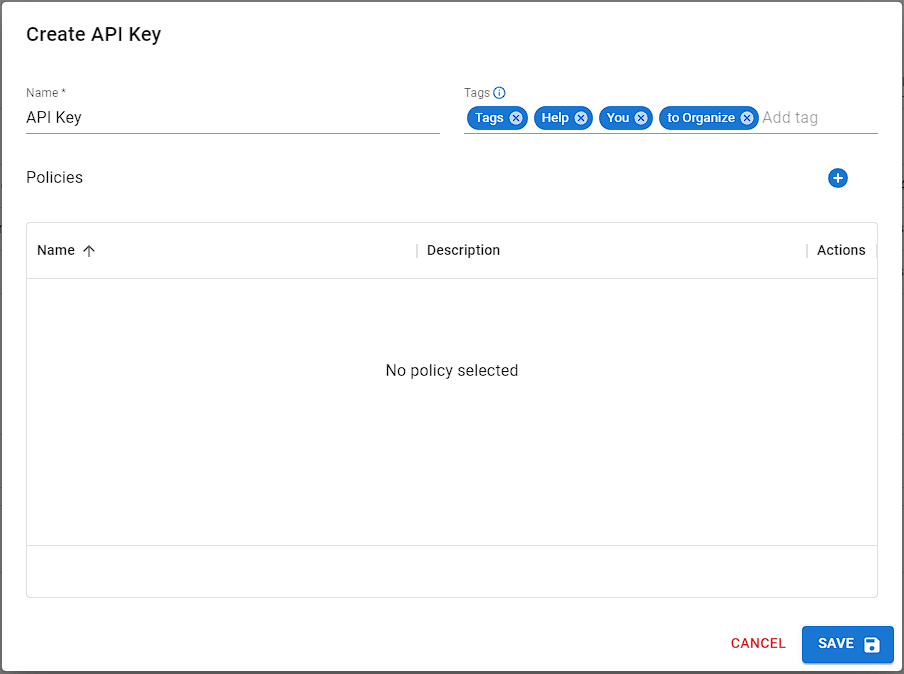 Create API Key
Name *
Tags
API Key
Tags Help You to Organize Add tag
Policies
Name Description Actions
No policy selected
CANCEL SAVE